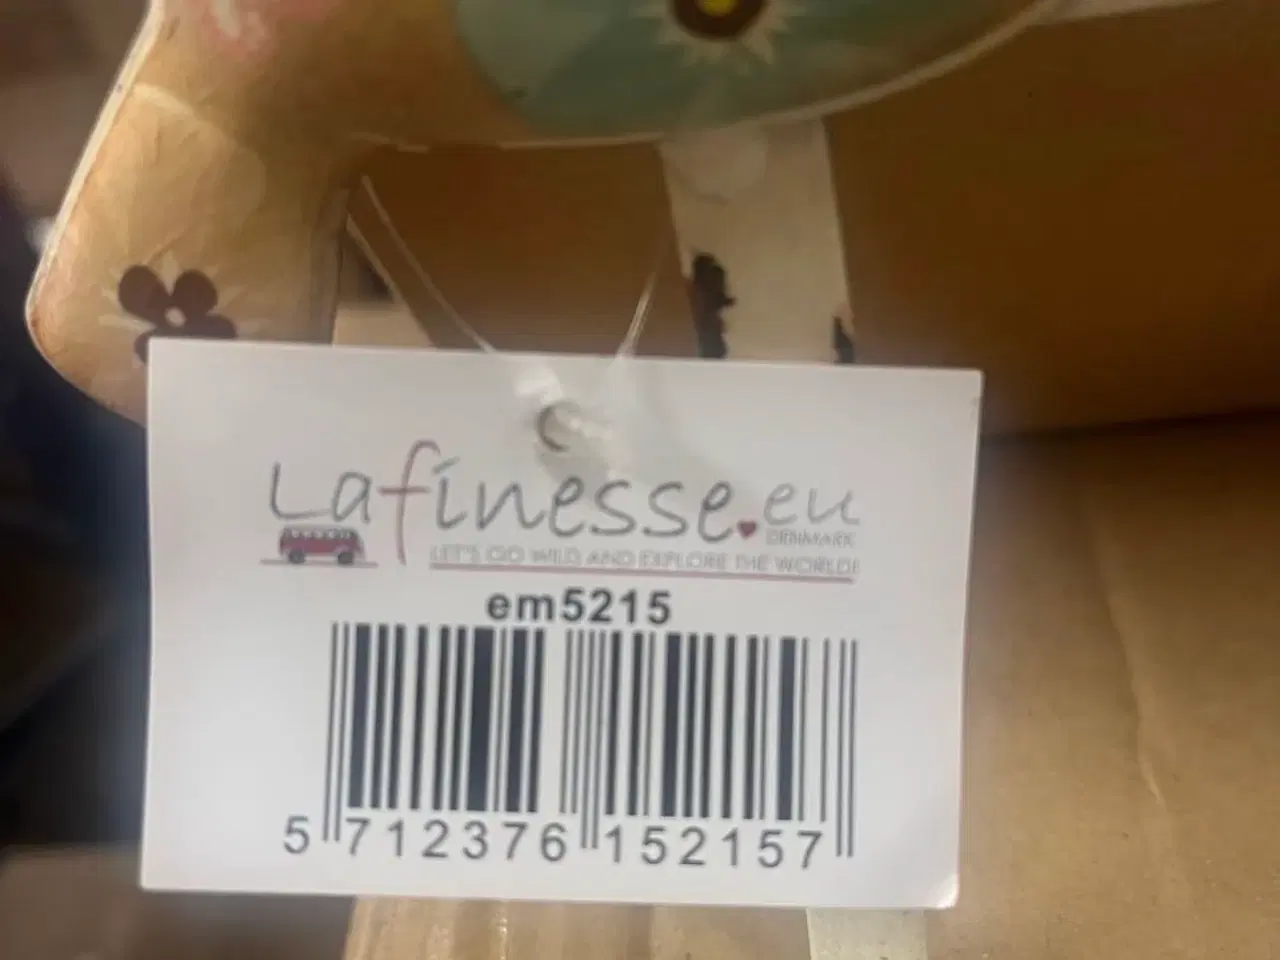 Lafinesse.eu
DENMARK
LET'S GO WILD AND EXPLORE THE WORLD!
em5215
5 712376 152157